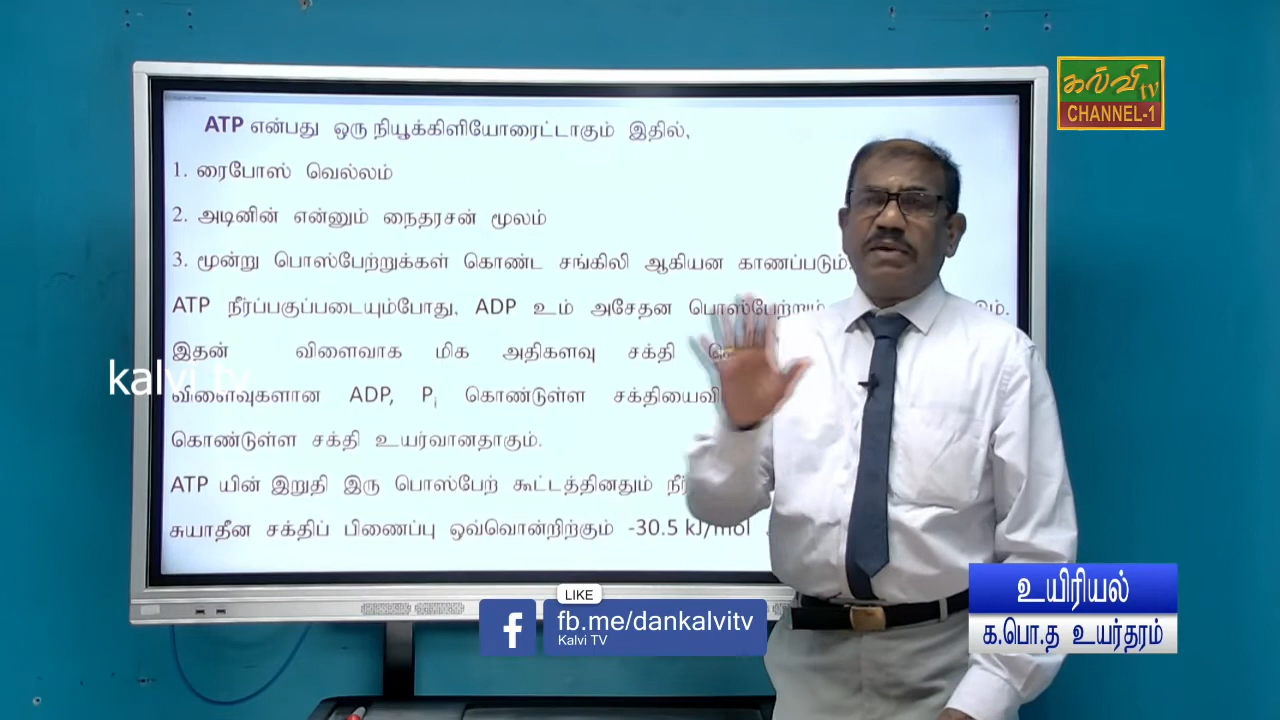 ATP என்பது ஒரு நியூக்கிளியோரைட்டாகும் இதில்,
1. ரைபோஸ் வெல்லம்
2. அடினின் என்னும் நைதரசன் மூலம்
3. மூன்று பொஸ்பேற்றுக்கள் கொண்ட சங்கிலி ஆகியன காணப்படும்.
ATP நீர்ப்பகுப்படையும்போது, ADP உம் அசேதன பொஸ்பேற்றும்
இதன் விளைவாக மிக அதிகளவு சக்தி
விளைவுகளான ADP, Pi கொண்டுள்ள
கொண்டுள்ள சக்தி உயர்வானதாகும்.
ATP யின் இறுதி இரு பொஸ்பேற் கூட்டத்தினதும்
சுயாதீன சக்திப் பிணைப்பு ஒவ்வொன்றிற்கும் -30.5 kJ/mol .
கல்வி TV
CHANNEL-1
kalvi tv
LIKE
fb.me/dankalvitv
Kalvi TV
உயிரியல்
க.பொ.த உயர்தரம்